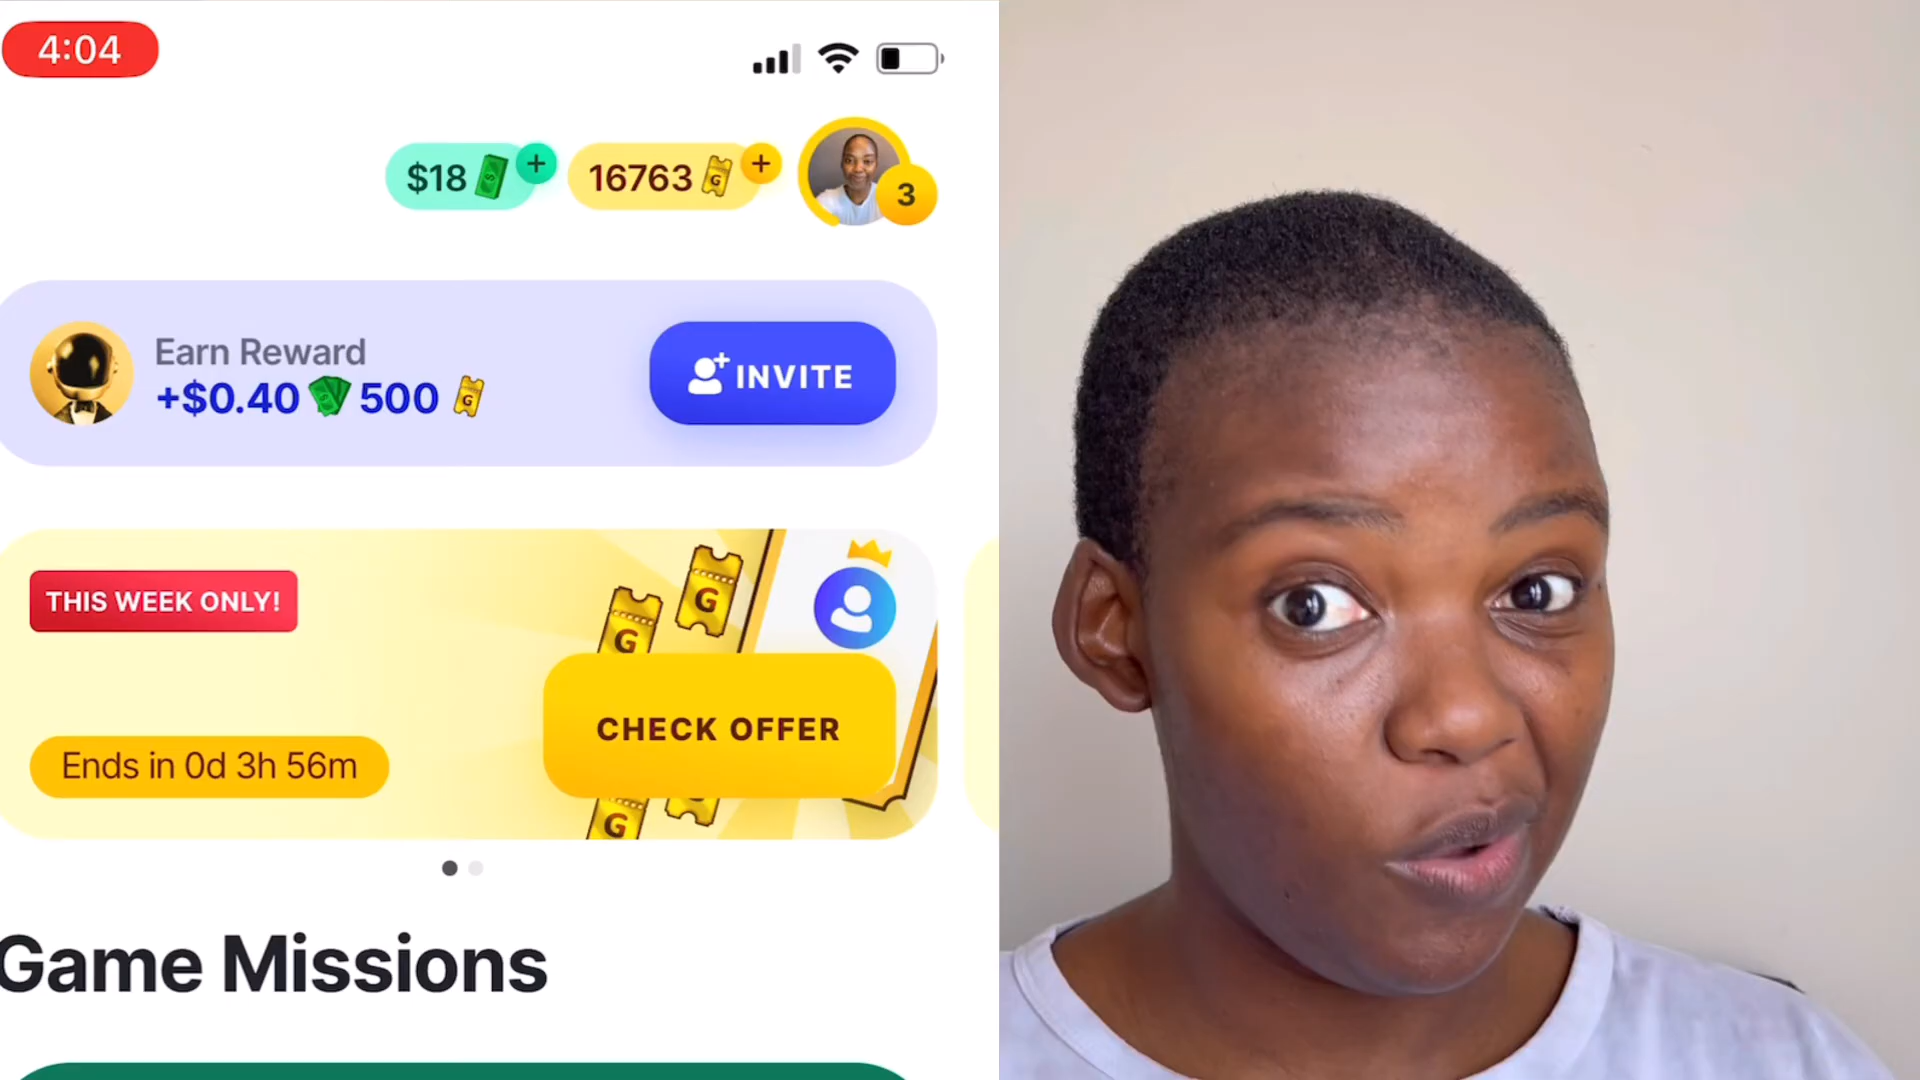 4:04
$18
16763
3
Earn Reward
+$0.40 500
INVITE
THIS WEEK ONLY!
G
G
CHECK OFFER
Ends in 0d 3h 56m
G
Game Missions